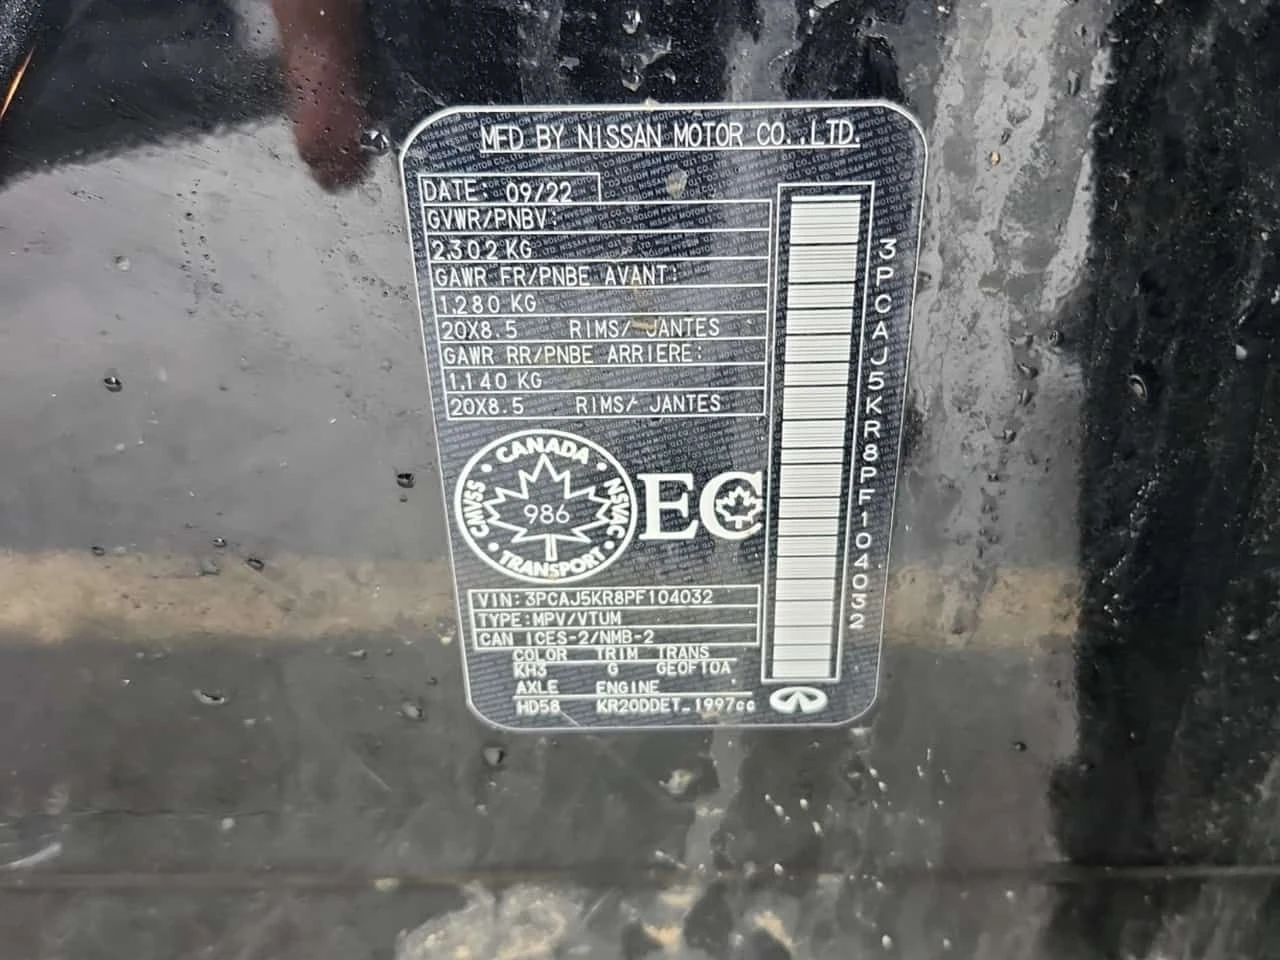 MFD BY NISSAN MOTOR CO.,LTD.
DATE: 09/22
GVWR/PNBV:
2,302 KG
GAWR FR/PNBE AVANT:
1,280 KG
20X8.5 RIMS/ JANTES
GAWR RR/PNBE ARRIERE:
1,140 KG
20X8.5 RIMS/ JANTES
CANADA
CMVSS 986 NSVAC
TRANSPORT
EC
3PCAJ5KR8PF104032
VIN: 3PCAJ5KR8PF104032
TYPE: MPV/VTUM
CAN ICES-2/NMB-2
COLOR TRIM TRANS
KH3 G GE0F10A
AXLE ENGINE
HD58 KR20DDET-1997cc